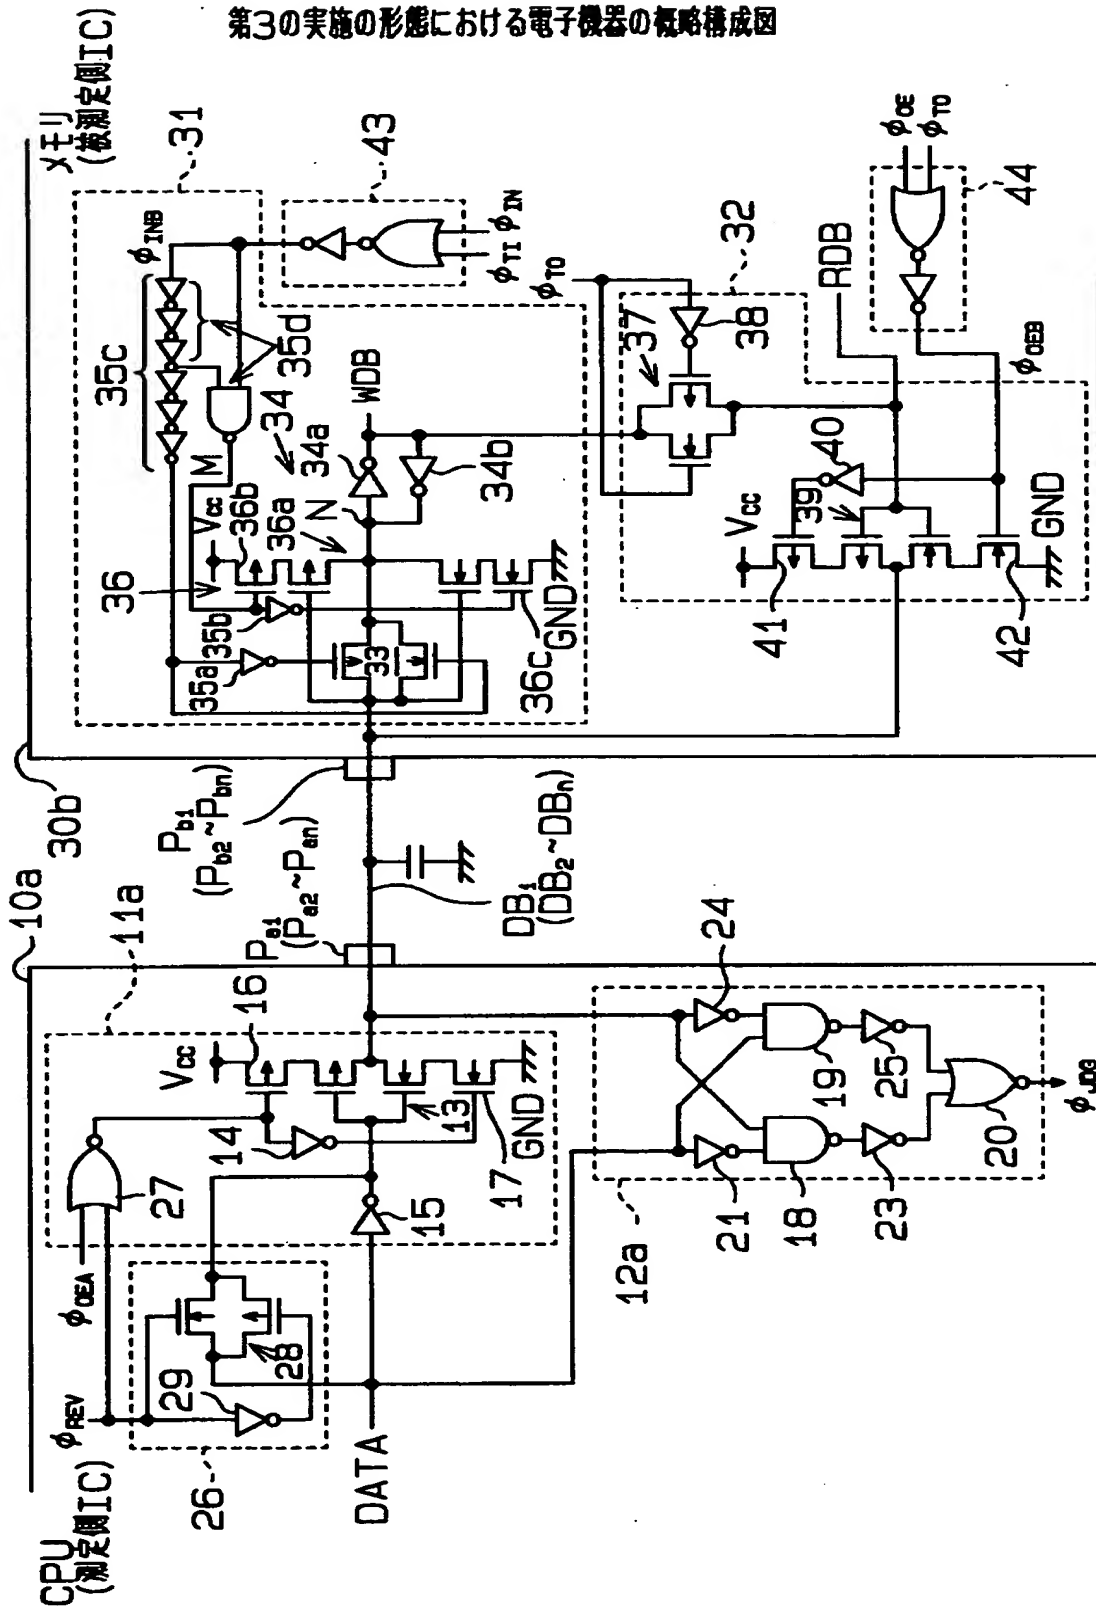 第3の実施の形態における電子機器の概略構成図
CPU
(測定側IC)
10a
30b
メモリ
(被測定側IC)
φREV
φOEA
27
26
29
28
DATA
15
14
Vcc
16
13
17
GND
11a
Pa1
(Pa2~Pan)
Pb1
(Pb2~Pbn)
DB1
(DB2~DBn)
12a
21
24
18
19
23
25
20
φJDG
31
35c
φINB
35d
43
φTI
φIN
M
36
V
Vcc
36b
36a
35b
35a
33
36c
GND
N
34
34a
34b
WDB
φTO
32
37
38
RDB
φOE
φTO
44
φOEB
Vcc
39
40
41
42
GND